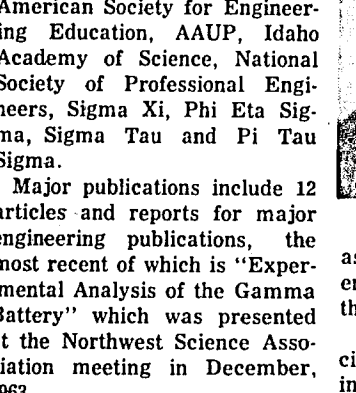 American Society for Engineer-
ing Education, AAUP, Idaho
Academy of Science, National
Society of Professional Engi-
neers, Sigma Xi, Phi Eta Sig-
ma, Sigma Tau and Pi Tau
Sigma.
Major publications include 12
articles and reports for major
engineering publications, the
most recent of which is "Exper-
imental Analysis of the Gamma
Battery" which was presented
at the Northwest Science Asso-
ciation meeting in December,
1963.